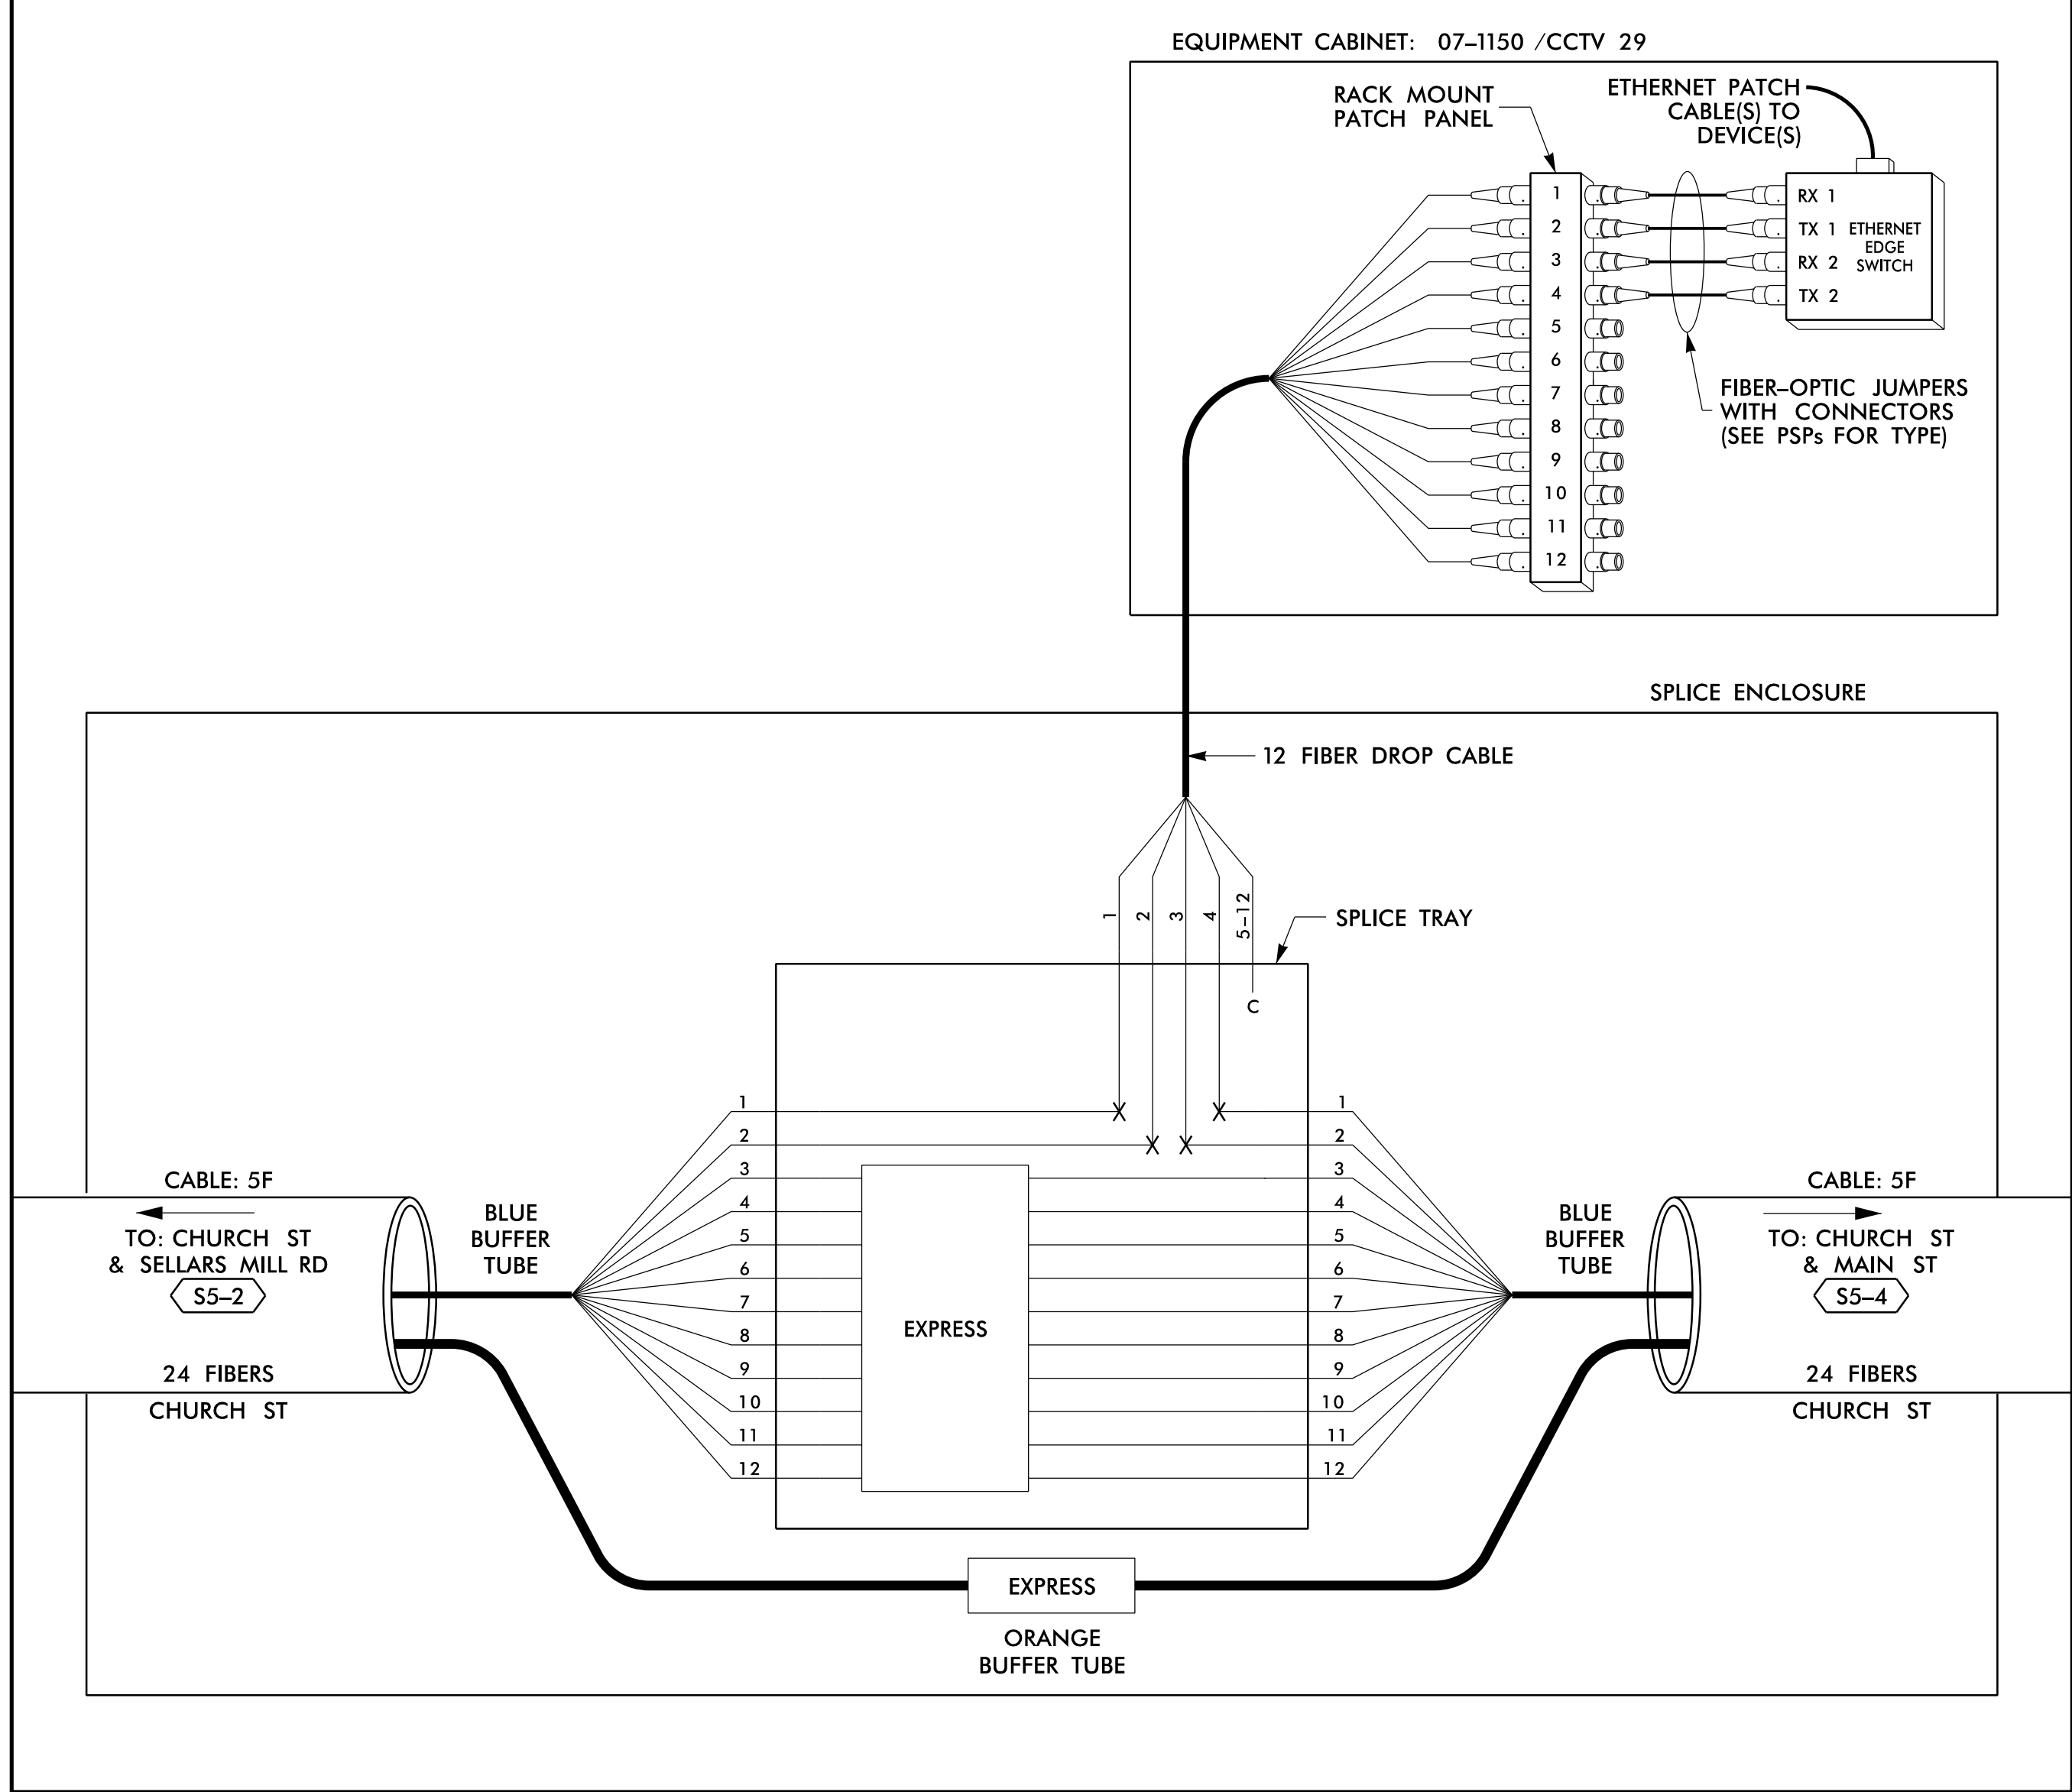 EQUIPMENT CABINET: 07–1150 /CCTV 29
RACK MOUNT
PATCH PANEL
ETHERNET PATCH
CABLE(S) TO
DEVICE(S)
1
2
3
4
5
6
7
8
9
10
11
12
RX 1
TX 1
RX 2
TX 2
ETHERNET
EDGE
SWITCH
FIBER–OPTIC JUMPERS
WITH CONNECTORS
(SEE PSPs FOR TYPE)
SPLICE ENCLOSURE
12 FIBER DROP CABLE
1
2
3
4
5–12
SPLICE TRAY
C
CABLE: 5F
TO: CHURCH ST
& SELLARS MILL RD
S5–2
24 FIBERS
CHURCH ST
BLUE
BUFFER
TUBE
1
2
3
4
5
6
7
8
9
10
11
12
EXPRESS
1
2
3
4
5
6
7
8
9
10
11
12
BLUE
BUFFER
TUBE
CABLE: 5F
TO: CHURCH ST
& MAIN ST
S5–4
24 FIBERS
CHURCH ST
EXPRESS
ORANGE
BUFFER TUBE